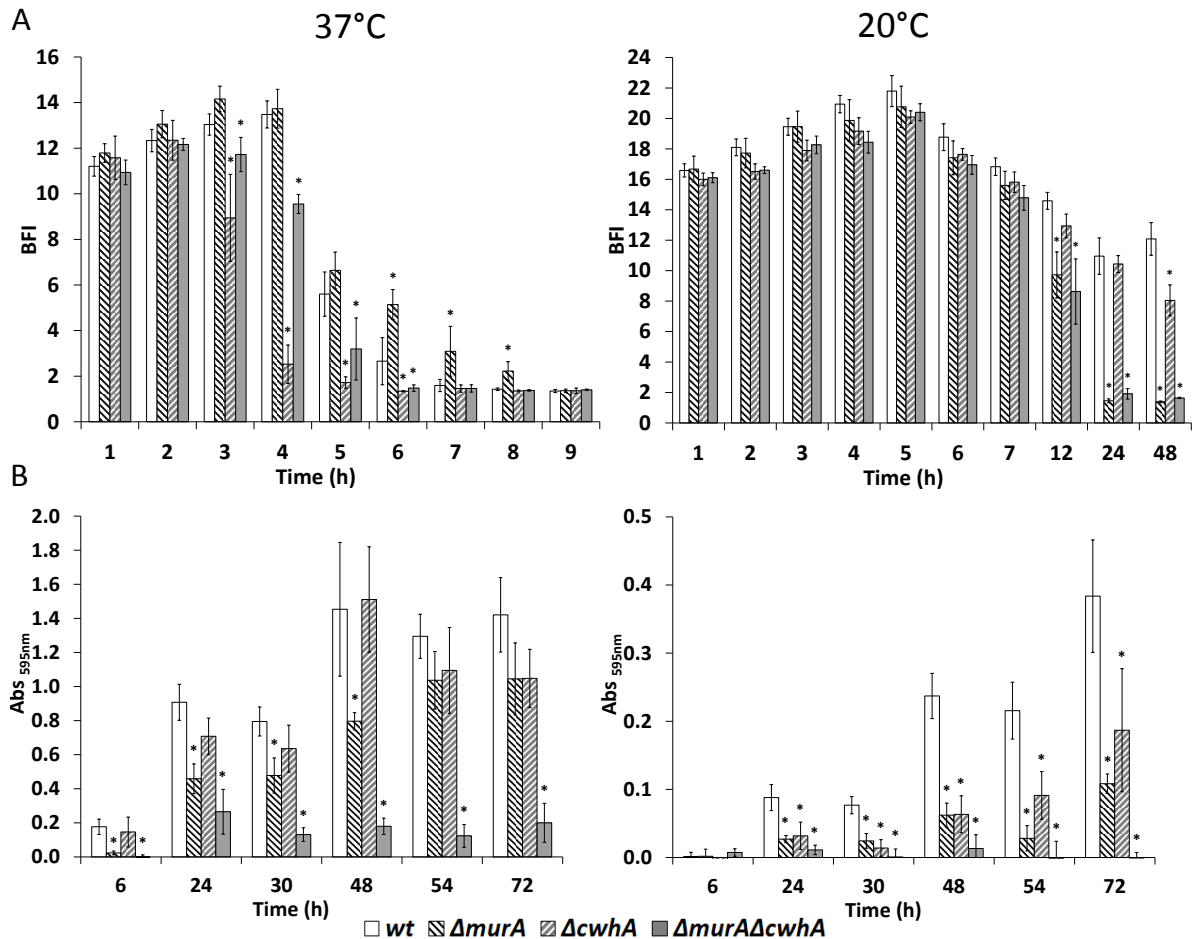 A 37°C 20°C
16
14
12
10
8
6
4
2
0
BFI
* * * * * * * * * * *
1 2 3 4 5 6 7 8 9
Time (h)
24
22
20
18
16
14
12
10
8
6
4
2
0
BFI
* * * * * * *
1 2 3 4 5 6 7 12 24 48
Time (h)
B
2.0
1.8
1.6
1.4
1.2
1.0
0.8
0.6
0.4
0.2
0.0
Abs 595nm
* * * * * * * * * *
6 24 30 48 54 72
Time (h)
0.5
0.4
0.3
0.2
0.1
0.0
Abs 595nm
* * * * * * * * * * * * * * *
6 24 30 48 54 72
Time (h)
wt ΔmurA ΔcwhA ΔmurAΔcwhA